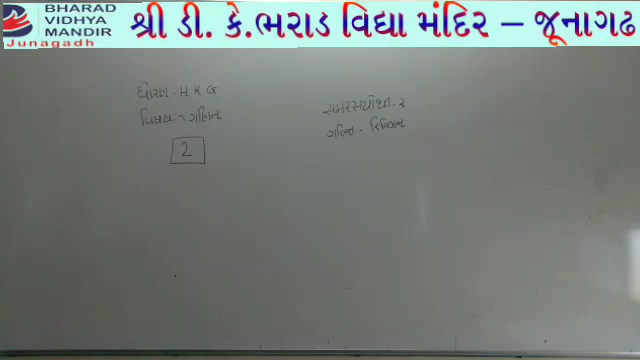 BHARAD
VIDHYA
MANDIR
Junagadh
શ્રી ડી. કે.ભરાડ વિદ્યા મંદિર – જૂનાગઢ
ધોરણ - H. K. G
વિષય :- ગણિત
2
ગણિત - રિવિઝન